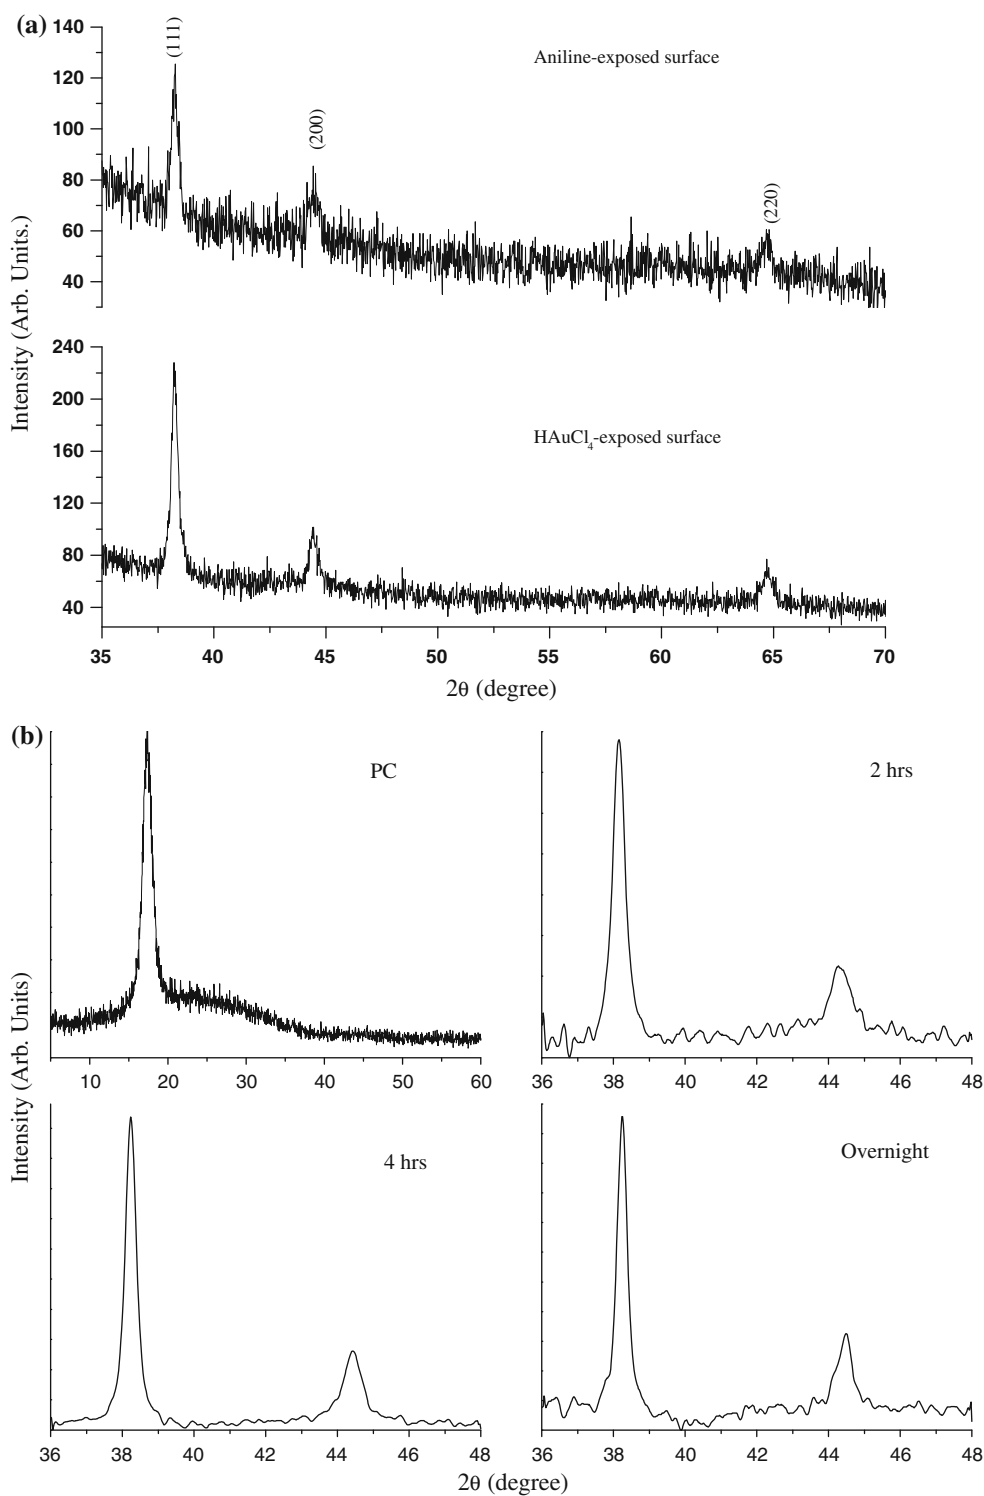 (a)
140
120
100
80
60
40
(111)
(200)
(220)
Aniline-exposed surface
Intensity (Arb. Units.)
240
200
160
120
80
40
HAuCl4-exposed surface
35 40 45 50 55 60 65 70
2θ (degree)
(b)
PC
2 hrs
10 20 30 40 50 60
36 38 40 42 44 46 48
Intensity (Arb. Units)
4 hrs
Overnight
36 38 40 42 44 46 48
36 38 40 42 44 46 48
2θ (degree)